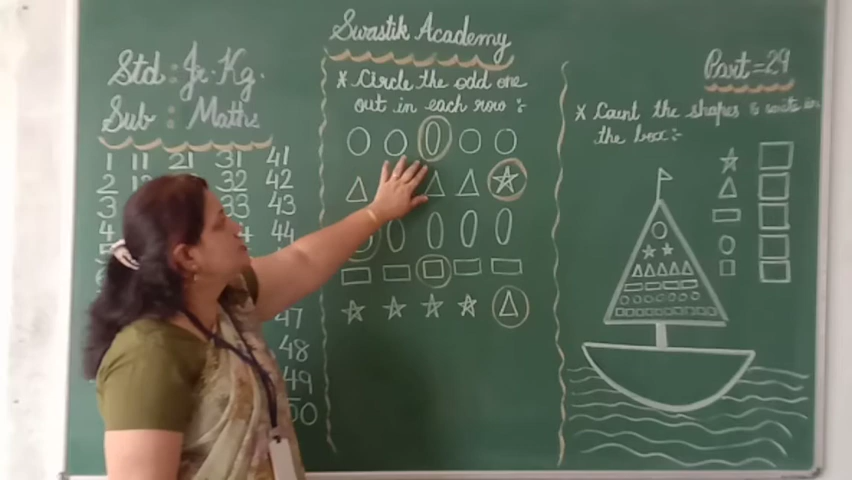 Swastik Academy
Std : Jr. Kg.
Sub : Maths
1 11 21 31 41
2 32 42
3 33 43
4 44
47
48
49
50
* Circle the odd one
out in each row :-
Part = 29
* Count the shapes & write in
the box :-